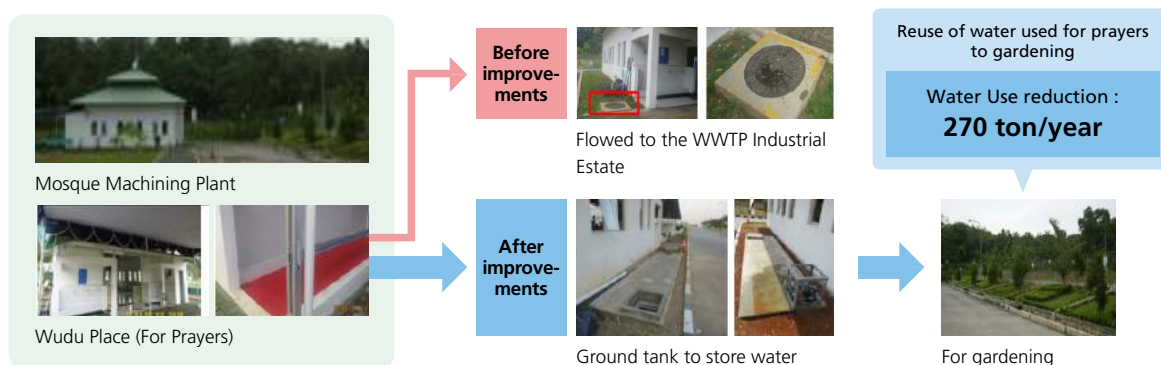 Mosque Machining Plant
Wudu Place (For Prayers)
Before
improve-
ments
Flowed to the WWTP Industrial
Estate
After
improve-
ments
Ground tank to store water
Reuse of water used for prayers
to gardening
Water Use reduction :
270 ton/year
For gardening